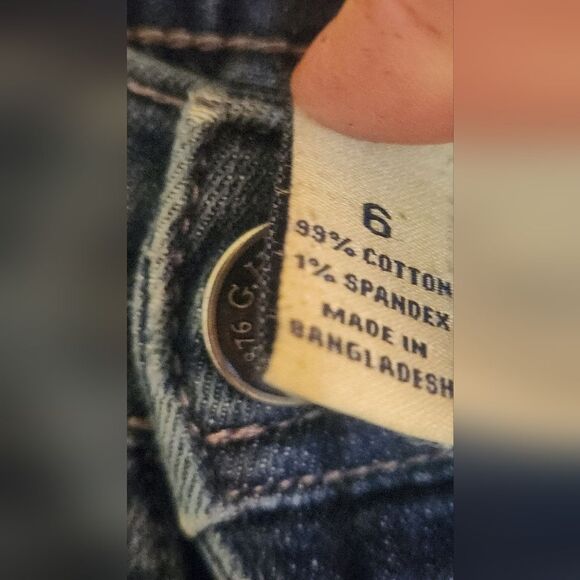 6
99% COTTON
1% SPANDEX
MADE IN
BANGLADESH